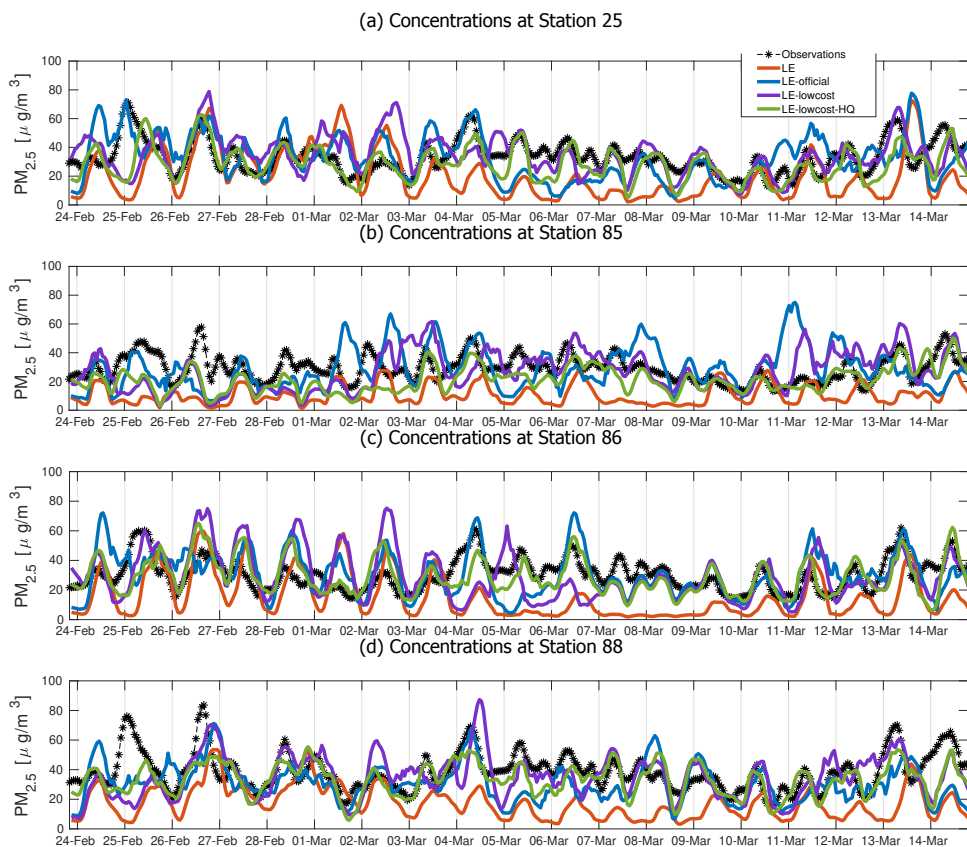 (a) Concentrations at Station 25
PM2.5 [ μ g/m 3 ]
100
80
60
40
20
0
Observations
LE
LE-official
LE-lowcost
LE-lowcost-HQ
24-Feb 25-Feb 26-Feb 27-Feb 28-Feb 01-Mar 02-Mar 03-Mar 04-Mar 05-Mar 06-Mar 07-Mar 08-Mar 09-Mar 10-Mar 11-Mar 12-Mar 13-Mar 14-Mar
(b) Concentrations at Station 85
PM2.5 [ μ g/m 3 ]
100
80
60
40
20
0
24-Feb 25-Feb 26-Feb 27-Feb 28-Feb 01-Mar 02-Mar 03-Mar 04-Mar 05-Mar 06-Mar 07-Mar 08-Mar 09-Mar 10-Mar 11-Mar 12-Mar 13-Mar 14-Mar
(c) Concentrations at Station 86
PM2.5 [ μ g/m 3 ]
100
80
60
40
20
0
24-Feb 25-Feb 26-Feb 27-Feb 28-Feb 01-Mar 02-Mar 03-Mar 04-Mar 05-Mar 06-Mar 07-Mar 08-Mar 09-Mar 10-Mar 11-Mar 12-Mar 13-Mar 14-Mar
(d) Concentrations at Station 88
PM2.5 [ μ g/m 3 ]
100
80
60
40
20
0
24-Feb 25-Feb 26-Feb 27-Feb 28-Feb 01-Mar 02-Mar 03-Mar 04-Mar 05-Mar 06-Mar 07-Mar 08-Mar 09-Mar 10-Mar 11-Mar 12-Mar 13-Mar 14-Mar